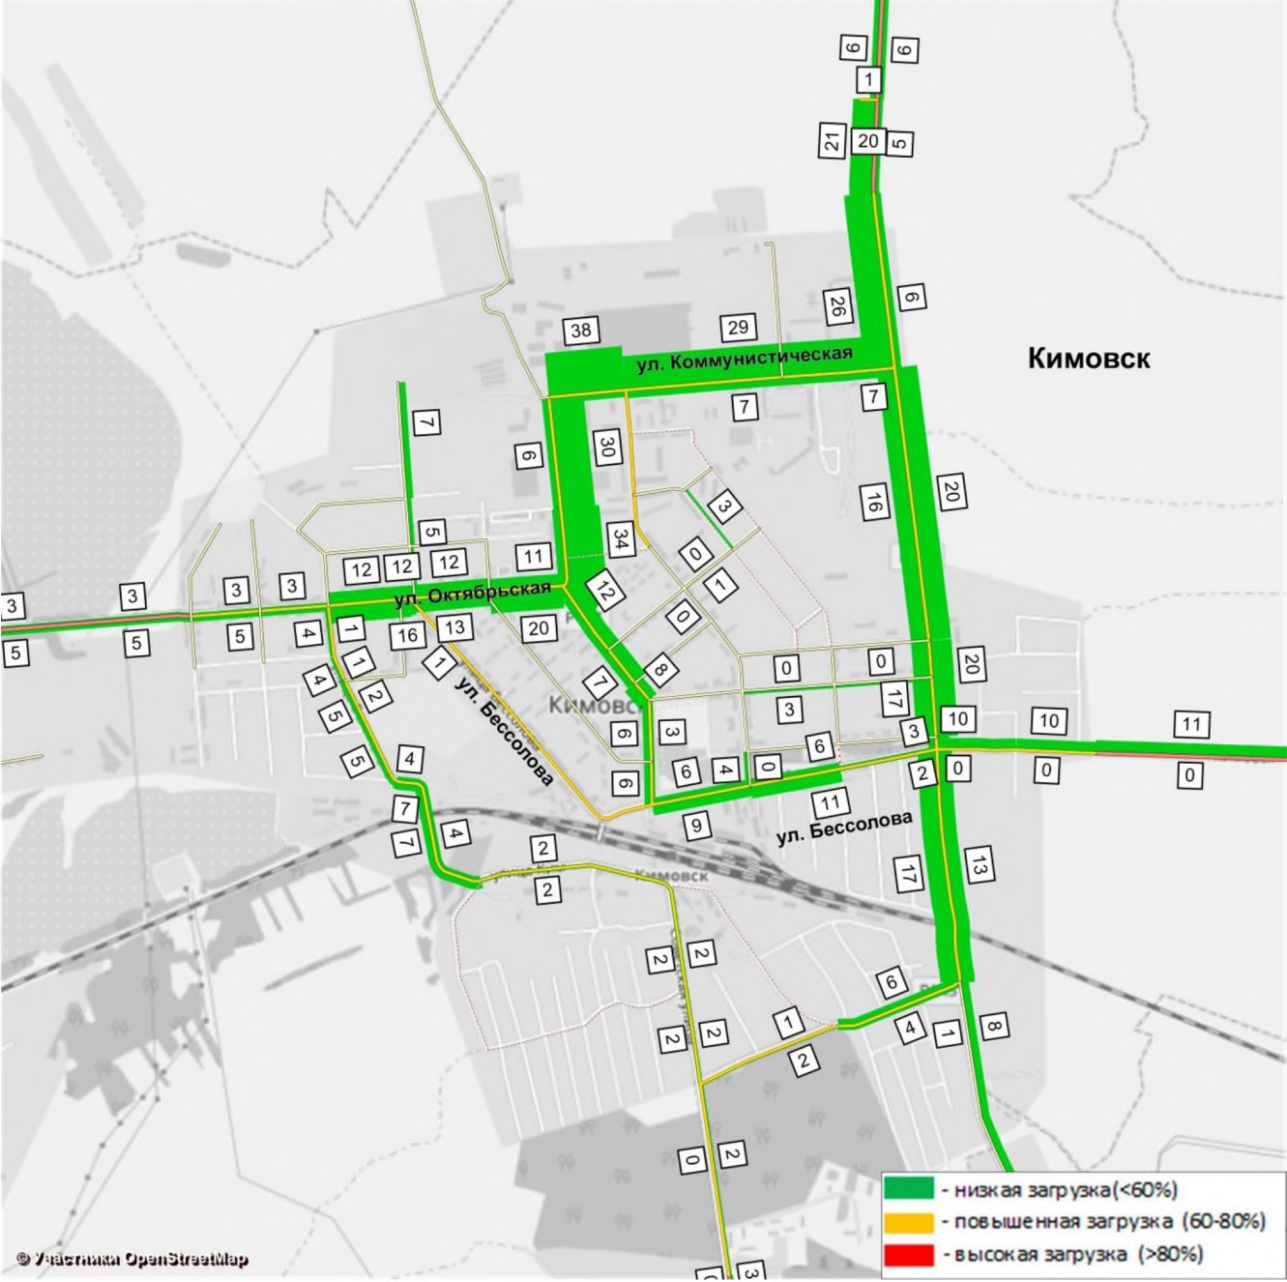 9 9
1
21 20 5
26 6
38 29
ул. Коммунистическая
Кимовск
7 7
7
6 30
3
16 20
5 34
0
12 12 12 11
1
12
3 3 3
3
ул. Октябрьская
0
5 5 5
4 1 16 13 20
1
1
8
0 0 20
4 2
7
17
Кимовск
ул. Бессолова
3
5
6 3
3 10 10 11
5 4
6 6 4 0 6
2 0 0 0
7
9 11
ул. Бессолова
7 4
2
17 13
Кимовск
2
2 2
6
2 2
1
4 1 8
2
0 2
0 3
- низкая загрузка(<60%)
- повышенная загрузка (60-80%)
- высокая загрузка (>80%)
© Участники OpenStreetMap